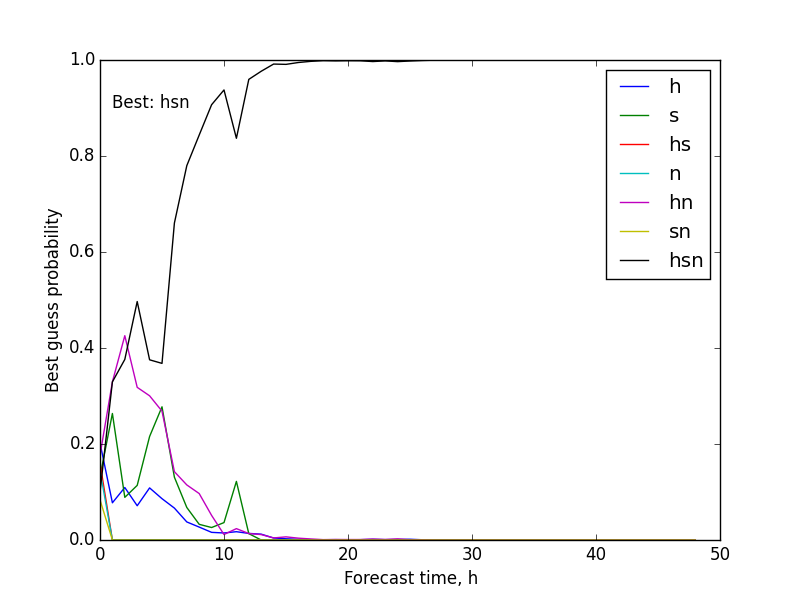 1.0
Best: hsn
h
s
hs
n
hn
sn
hsn
0.8
0.6
0.4
0.2
0.0
Best guess probability
0 10 20 30 40 50
Forecast time, h